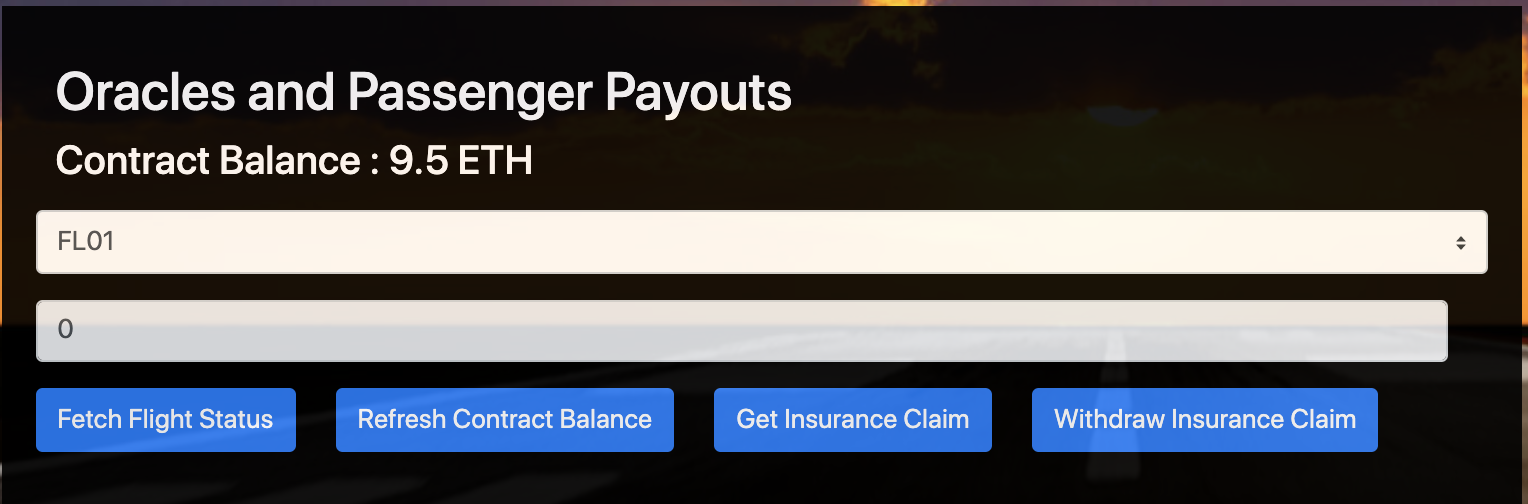 Oracles and Passenger Payouts
Contract Balance : 9.5 ETH
FL01
0
Fetch Flight Status Refresh Contract Balance Get Insurance Claim Withdraw Insurance Claim